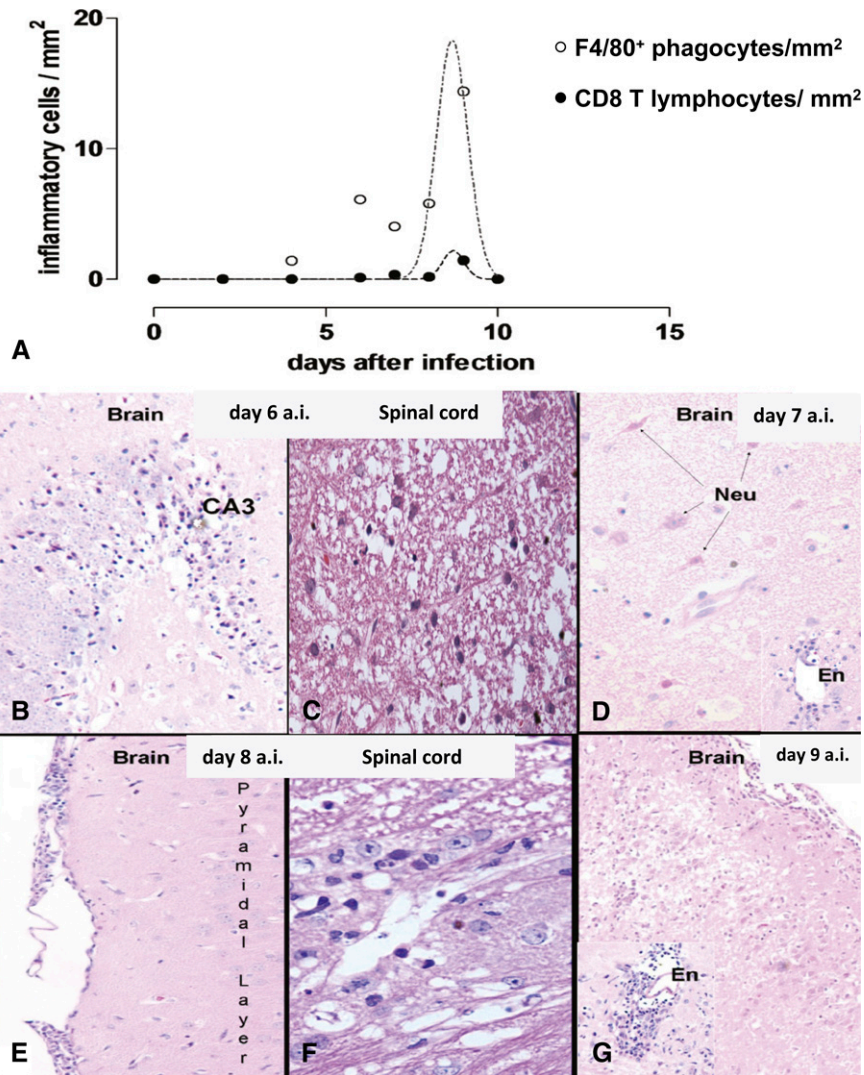 20
10
0
inflammatory cells / mm²
F4/80⁺ phagocytes/mm²
CD8 T lymphocytes/ mm²
0 5 10 15
days after infection
A
Brain day 6 a.i. Spinal cord
CA3
B
C
Brain day 7 a.i.
Neu
En
D
Brain day 8 a.i. Spinal cord
Pyramidal Layer
E
F
Brain day 9 a.i.
En
G